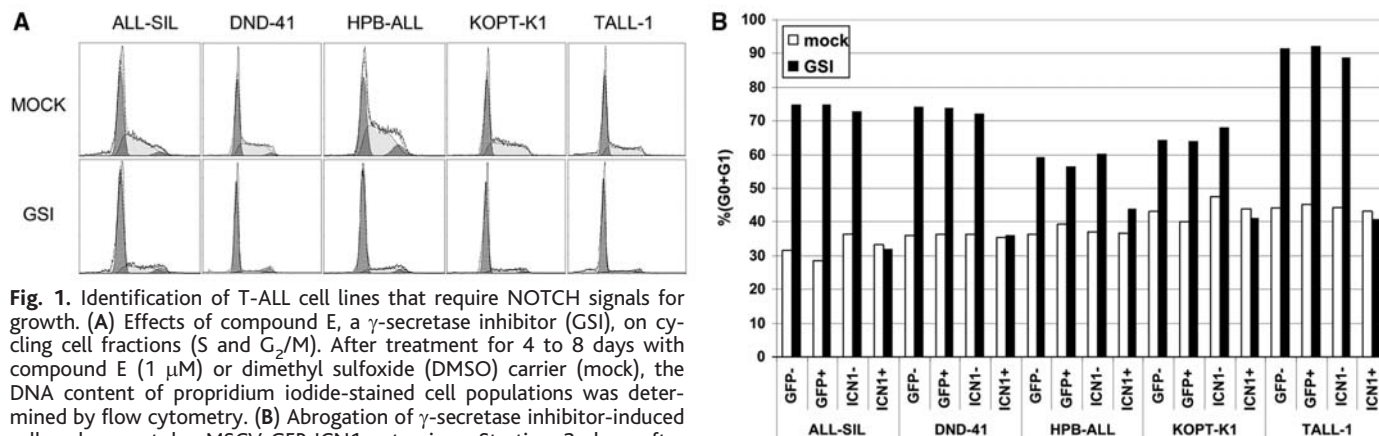 A
ALL-SIL DND-41 HPB-ALL KOPT-K1 TALL-1
MOCK
GSI
Fig. 1. Identification of T-ALL cell lines that require NOTCH signals for
growth. (A) Effects of compound E, a γ-secretase inhibitor (GSI), on cy-
cling cell fractions (S and G2/M). After treatment for 4 to 8 days with
compound E (1 μM) or dimethyl sulfoxide (DMSO) carrier (mock), the
DNA content of propridium iodide-stained cell populations was deter-
mined by flow cytometry. (B) Abrogation of γ-secretase inhibitor-induced
B
%(G0+G1)
100
90
80
70
60
50
40
30
20
10
0
mock
GSI
GFP- GFP+ ICN1- ICN1+ GFP- GFP+ ICN1- ICN1+ GFP- GFP+ ICN1- ICN1+ GFP- GFP+ ICN1- ICN1+ GFP- GFP+ ICN1- ICN1+
ALL-SIL DND-41 HPB-ALL KOPT-K1 TALL-1